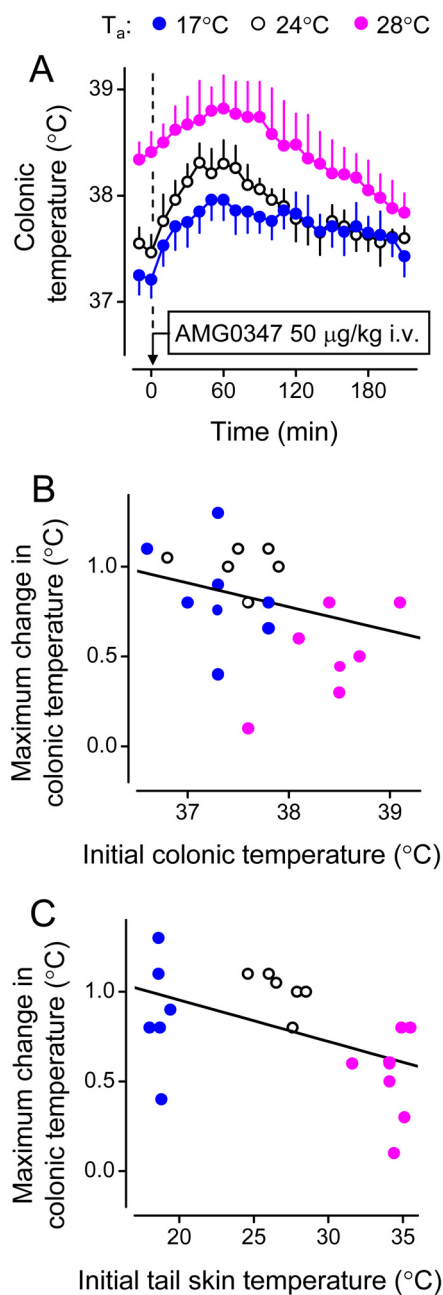 Ta: 17°C 24°C 28°C
A
Colonic
temperature (°C)
39
38
37
AMG0347 50 μg/kg i.v.
0 60 120 180
Time (min)
B
Maximum change in
colonic temperature (°C)
1.0
0.5
0.0
37 38 39
Initial colonic temperature (°C)
C
Maximum change in
colonic temperature (°C)
1.0
0.5
0.0
20 25 30 35
Initial tail skin temperature (°C)